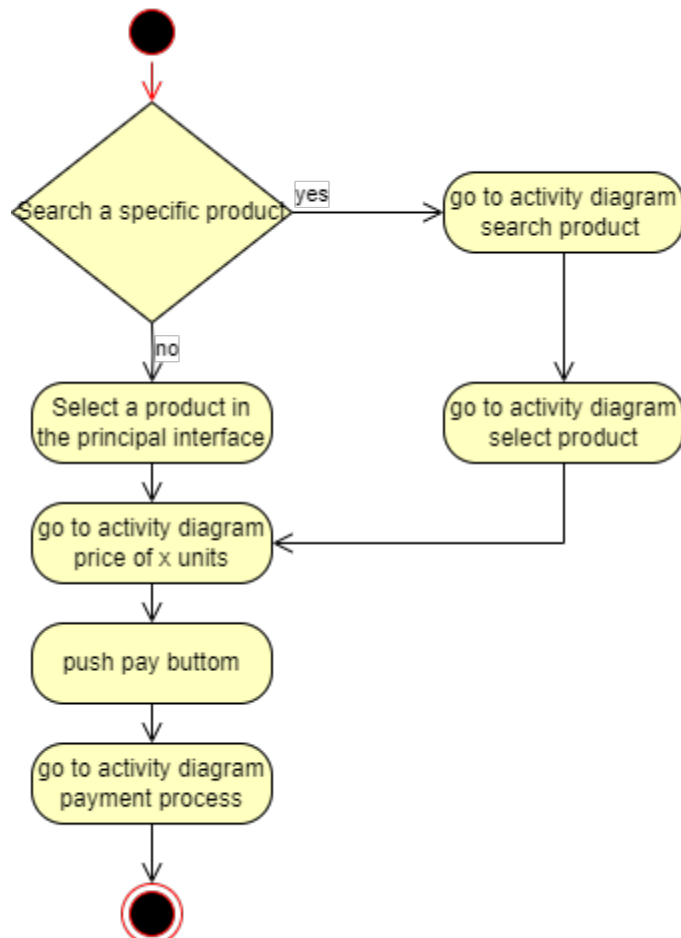 Search a specific product
yes
go to activity diagram
search product
no
Select a product in
the principal interface
go to activity diagram
select product
go to activity diagram
price of x units
push pay buttom
go to activity diagram
payment process